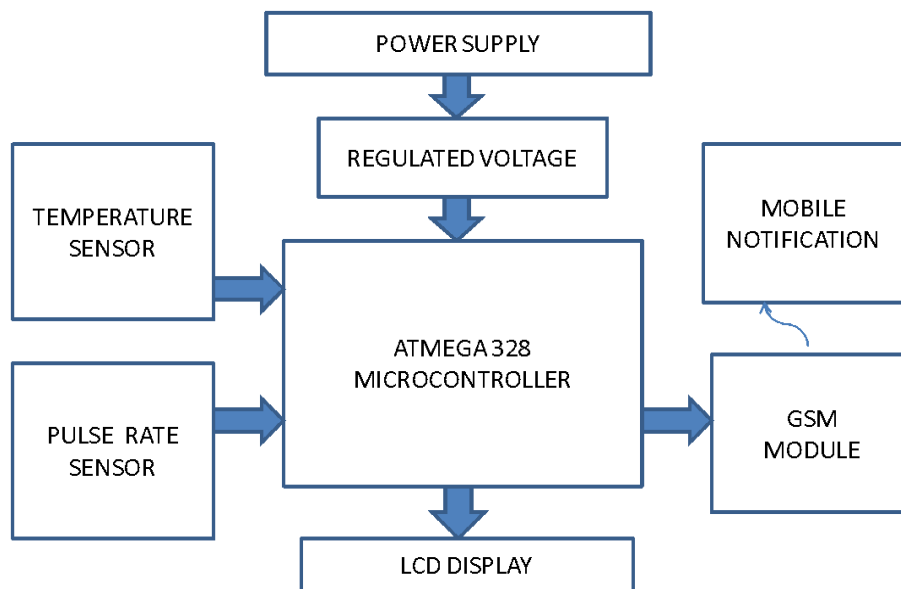 POWER SUPPLY
REGULATED VOLTAGE
TEMPERATURE
SENSOR
MOBILE
NOTIFICATION
ATMEGA 328
MICROCONTROLLER
PULSE RATE
SENSOR
GSM
MODULE
LCD DISPLAY